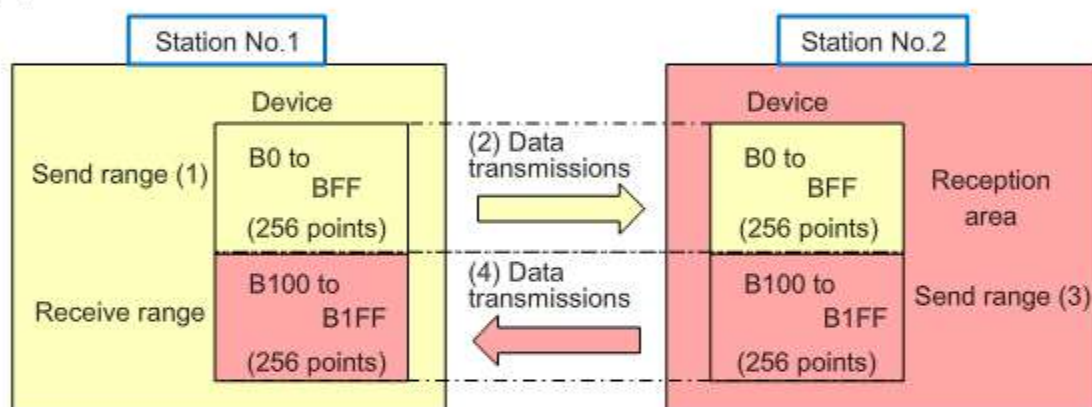 Station No.1
Station No.2
Device
Device
Send range (1)
B0 to
BFF
(256 points)
(2) Data
transmissions
B0 to
BFF
(256 points)
Reception
area
Receive range
B100 to
B1FF
(256 points)
(4) Data
transmissions
B100 to
B1FF
(256 points)
Send range (3)